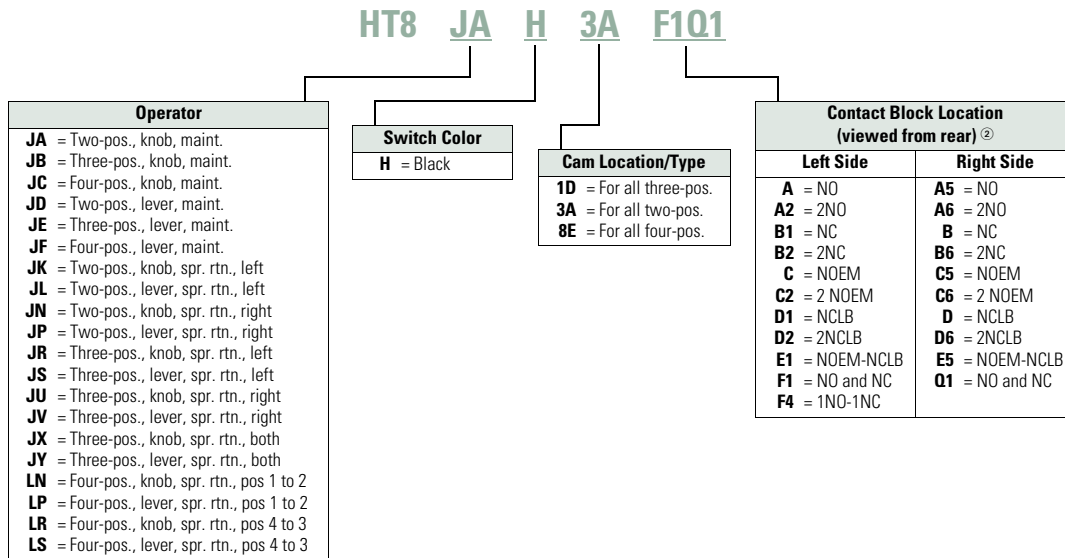 HT8 JA H 3A F1Q1
Operator
JA = Two-pos., knob, maint.
JB = Three-pos., knob, maint.
JC = Four-pos., knob, maint.
JD = Two-pos., lever, maint.
JE = Three-pos., lever, maint.
JF = Four-pos., lever, maint.
JK = Two-pos., knob, spr. rtn., left
JL = Two-pos., lever, spr. rtn., left
JN = Two-pos., knob, spr. rtn., right
JP = Two-pos., lever, spr. rtn., right
JR = Three-pos., knob, spr. rtn., left
JS = Three-pos., lever, spr. rtn., left
JU = Three-pos., knob, spr. rtn., right
JV = Three-pos., lever, spr. rtn., right
JX = Three-pos., knob, spr. rtn., both
JY = Three-pos., lever, spr. rtn., both
LN = Four-pos., knob, spr. rtn., pos 1 to 2
LP = Four-pos., lever, spr. rtn., pos 1 to 2
LR = Four-pos., knob, spr. rtn., pos 4 to 3
LS = Four-pos., lever, spr. rtn., pos 4 to 3
Switch Color
H = Black
Cam Location/Type
1D = For all three-pos.
3A = For all two-pos.
8E = For all four-pos.
Contact Block Location
(viewed from rear) ②
Left Side
A = NO
A2 = 2NO
B1 = NC
B2 = 2NC
C = NOEM
C2 = 2 NOEM
D1 = NCLB
D2 = 2NCLB
E1 = NOEM-NCLB
F1 = NO and NC
F4 = 1NO-1NC
Right Side
A5 = NO
A6 = 2NO
B = NC
B6 = 2NC
C5 = NOEM
C6 = 2 NOEM
D = NCLB
D6 = 2NCLB
E5 = NOEM-NCLB
Q1 = NO and NC